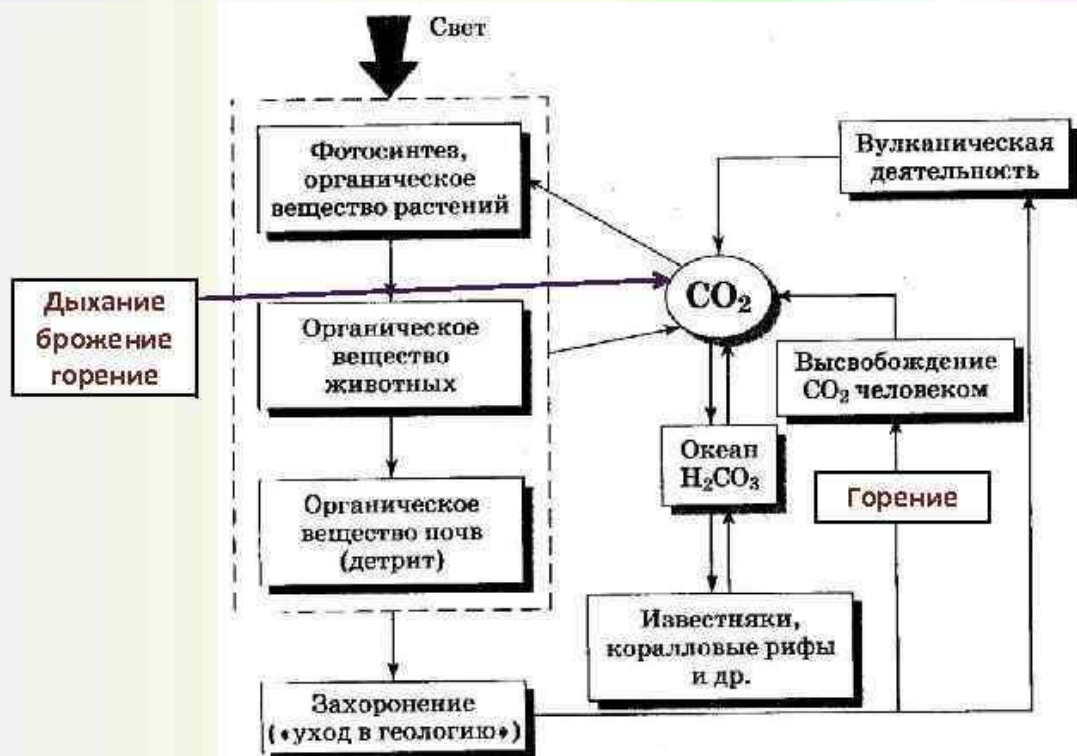 Свет
Фотосинтез,
органическое
вещество растений
Вулканическая
деятельность
Дыхание
брожение
горение
CO₂
Органическое
вещество
животных
Высвобождение
CO₂ человеком
Океан
H₂CO₃
Горение
Органическое
вещество почв
(детрит)
Известняки,
коралловые рифы
и др.
Захоронение
(«уход в геологию»)